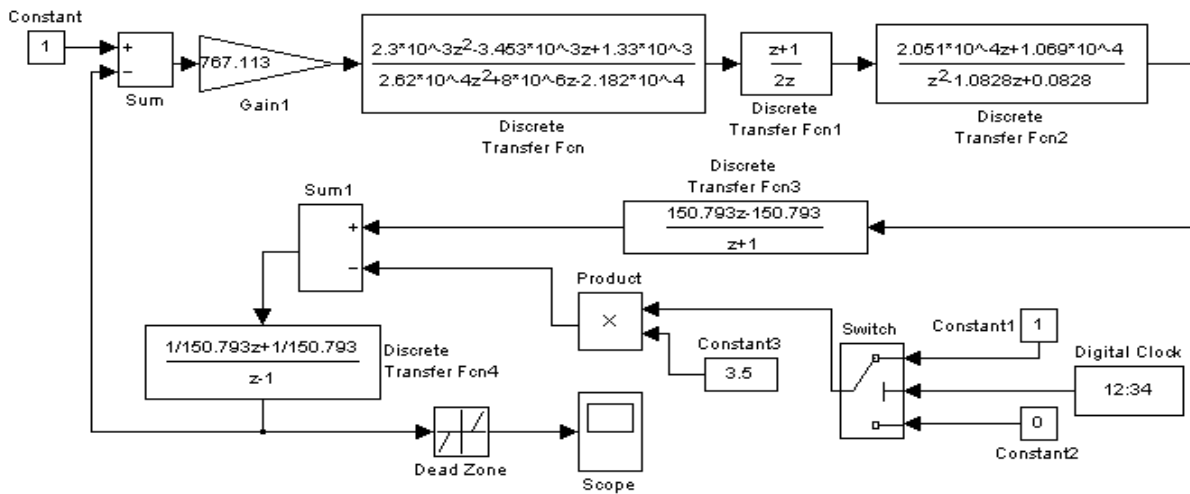 Constant
1
+
−
Sum
767.113
Gain1
2.3*10^-3z2-3.453*10^-3z+1.33*10^-3
2.62*10^-4z2+8*10^-6z-2.182*10^-4
Discrete
Transfer Fcn
z+1
2z
Discrete
Transfer Fcn1
2.051*10^-4z+1.069*10^-4
z2-1.0828z+0.0828
Discrete
Transfer Fcn2
Discrete
Transfer Fcn3
150.793z-150.793
z+1
Sum1
+
−
Product
×
Constant3
3.5
Switch
Constant1
1
Digital Clock
12:34
0
Constant2
1/150.793z+1/150.793
z-1
Discrete
Transfer Fcn4
Dead Zone
Scope